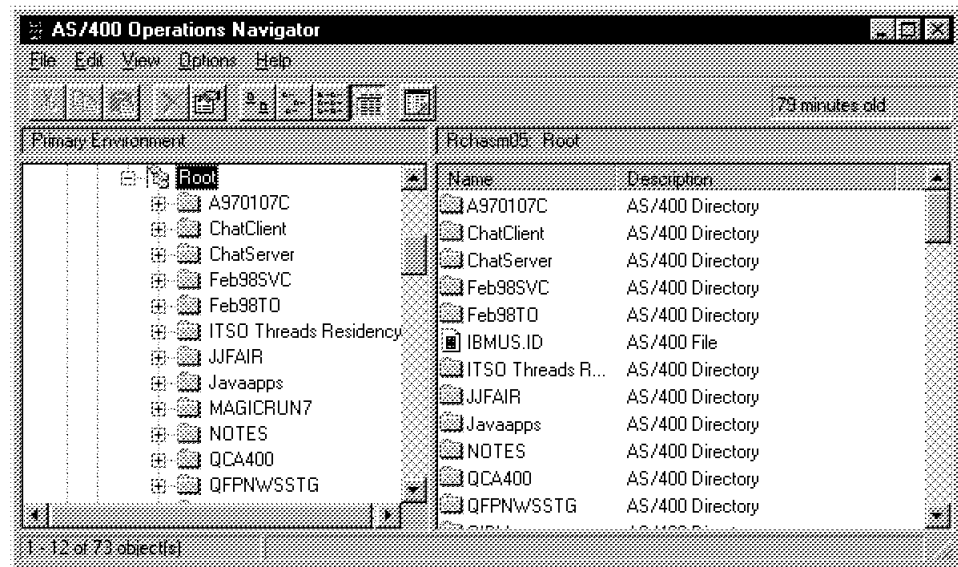 AS/400 Operations Navigator
File Edit View Options Help
79 minutes old
Primary Environment
Rchasm05: Root
Root
A970107C
ChatClient
ChatServer
Feb98SVC
Feb98TO
ITSO Threads Residency
JJFAIR
Javaapps
MAGICRUN7
NOTES
QCA400
QFPNWSSTG
Name Description
A970107C AS/400 Directory
ChatClient AS/400 Directory
ChatServer AS/400 Directory
Feb98SVC AS/400 Directory
Feb98TO AS/400 Directory
IBMUS.ID AS/400 File
ITSO Threads R... AS/400 Directory
JJFAIR AS/400 Directory
Javaapps AS/400 Directory
NOTES AS/400 Directory
QCA400 AS/400 Directory
QFPNWSSTG AS/400 Directory
1 - 12 of 73 object(s)